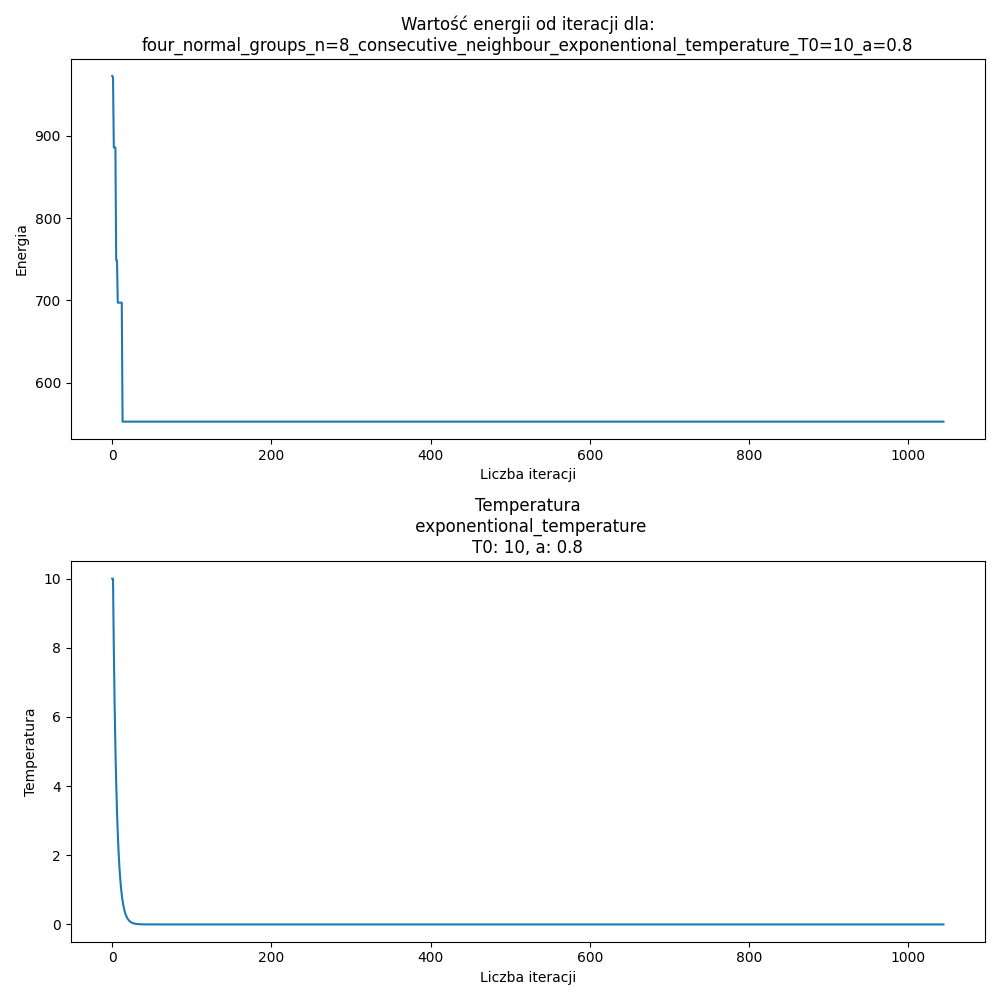 Wartość energii od iteracji dla:
four_normal_groups_n=8_consecutive_neighbour_exponentional_temperature_T0=10_a=0.8
900
800
700
600
Energia
0 200 400 600 800 1000
Liczba iteracji
Temperatura
exponentional_temperature
T0: 10, a: 0.8
10
8
6
4
2
0
Temperatura
0 200 400 600 800 1000
Liczba iteracji